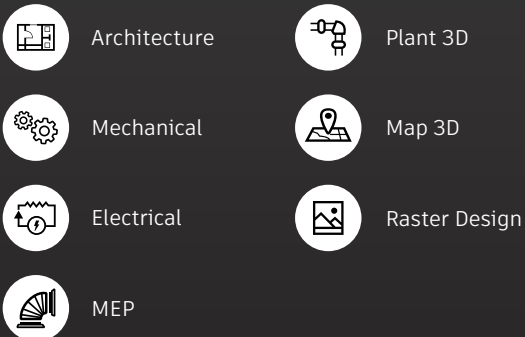 Architecture
Mechanical
Electrical
MEP
Plant 3D
Map 3D
Raster Design